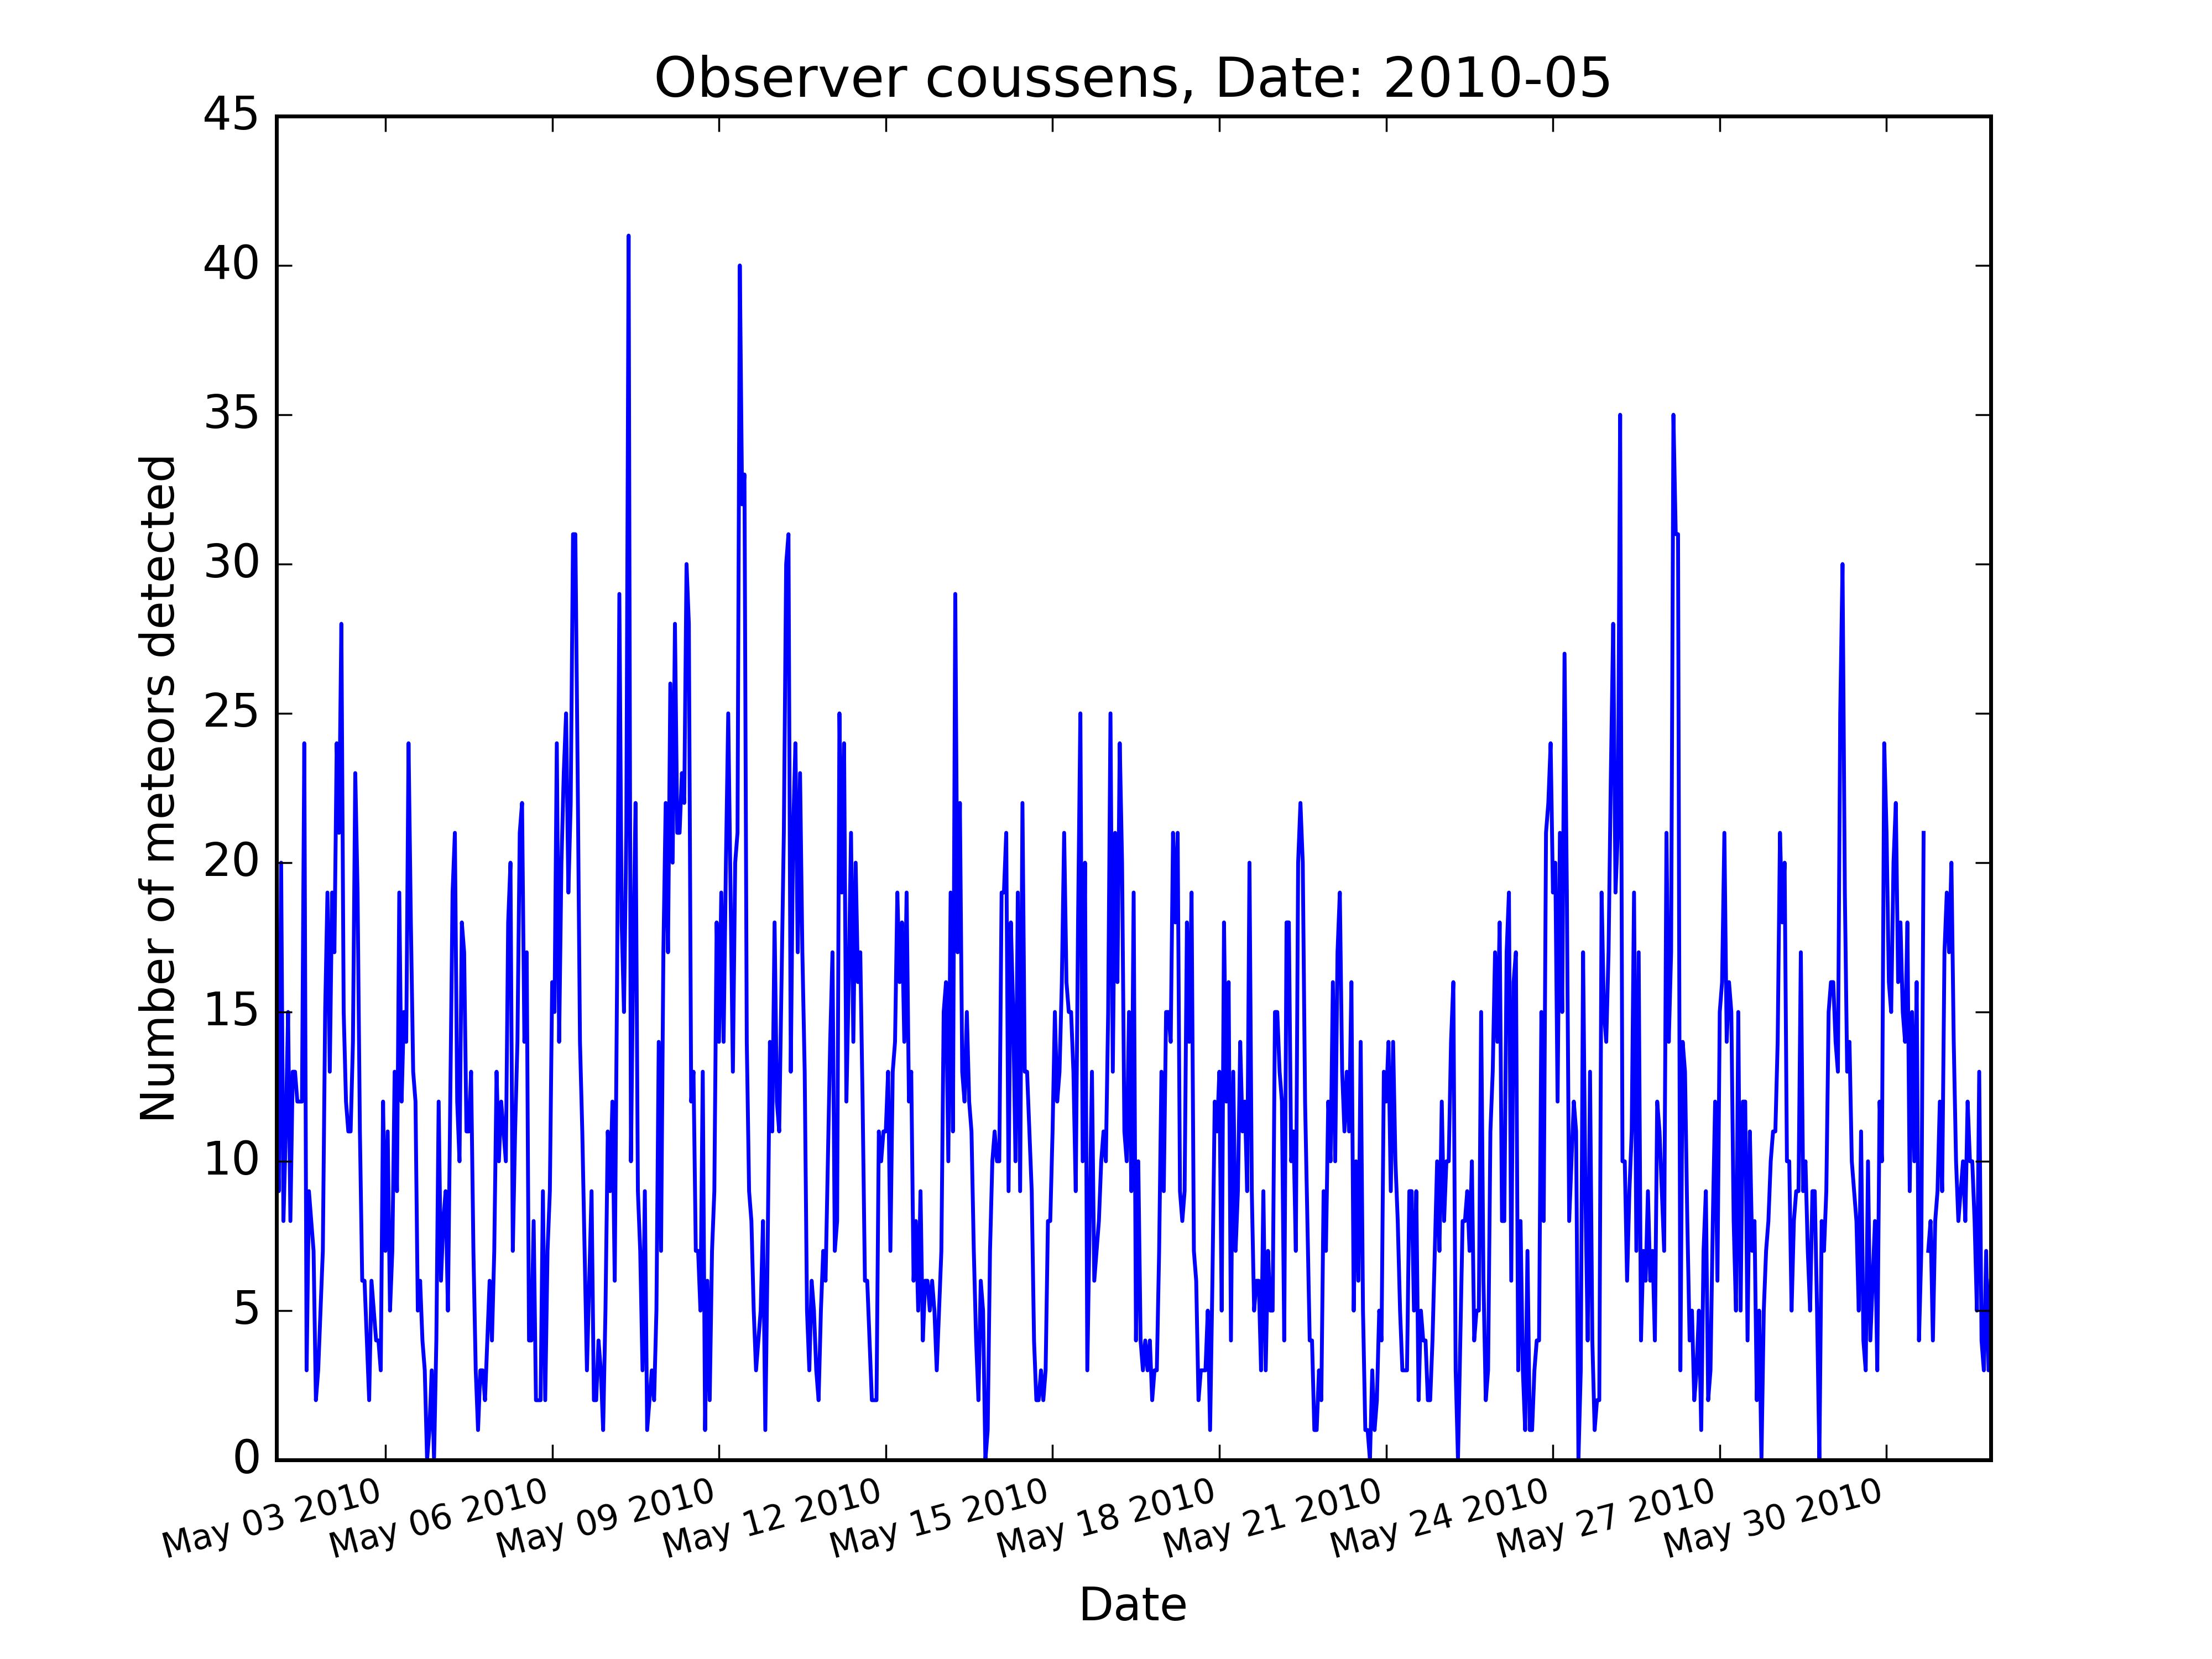 Observer coussens, Date: 2010-05
45
40
35
30
25
20
15
10
5
0
Number of meteors detected
May 03 2010
May 06 2010
May 09 2010
May 12 2010
May 15 2010
May 18 2010
May 21 2010
May 24 2010
May 27 2010
May 30 2010
Date